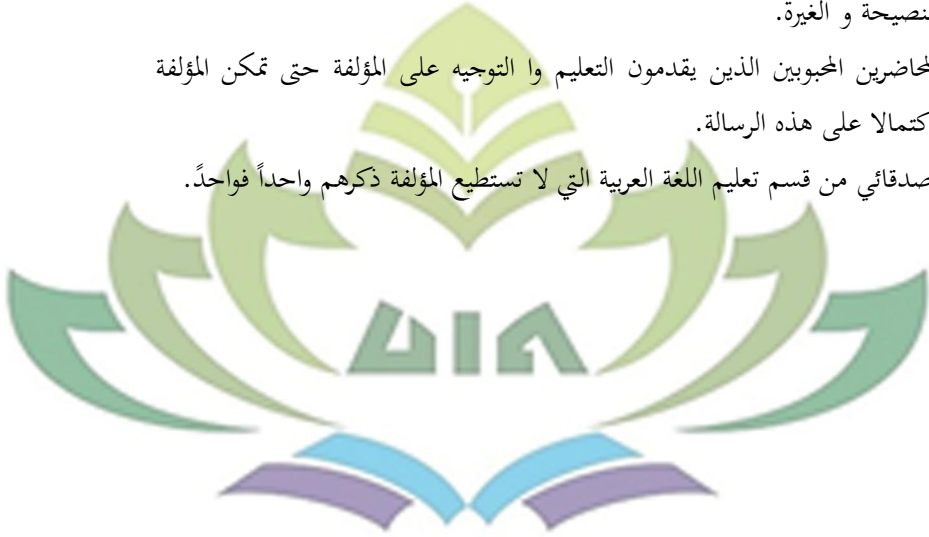 لنصيحة و الغيرة.
لمحاضرين المحبوبين الذين يقدمون التعليم وا التوجيه على المؤلفة حتى تمكن المؤلفة
كتمالا على هذه الرسالة.
صدقائي من قسم تعليم اللغة العربية التي لا تستطيع المؤلفة ذكرهم واحداً فواحدً.